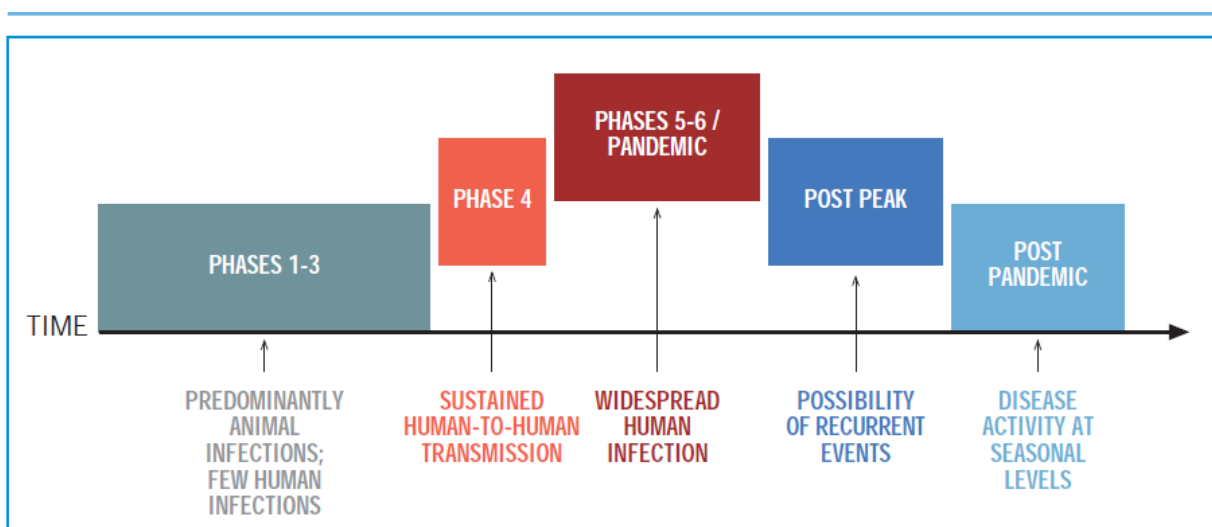 PHASES 5-6 /
PANDEMIC
PHASE 4
POST PEAK
PHASES 1-3
POST
PANDEMIC
TIME
PREDOMINANTLY
ANIMAL
INFECTIONS;
FEW HUMAN
INFECTIONS
SUSTAINED
HUMAN-TO-HUMAN
TRANSMISSION
WIDESPREAD
HUMAN
INFECTION
POSSIBILITY
OF RECURRENT
EVENTS
DISEASE
ACTIVITY AT
SEASONAL
LEVELS